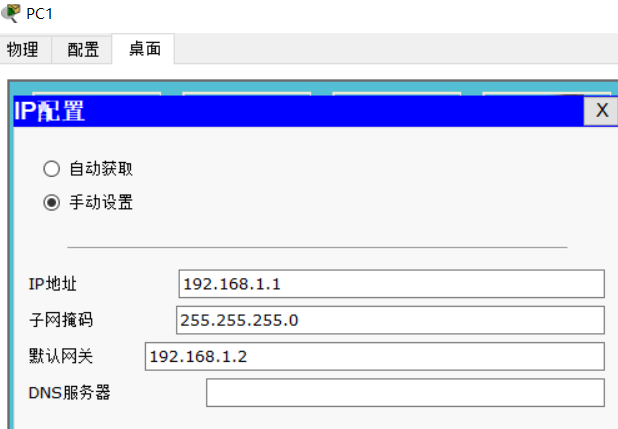 PC1
物理 配置 桌面
IP配置 X
自动获取
手动设置
IP地址 192.168.1.1
子网掩码 255.255.255.0
默认网关 192.168.1.2
DNS服务器